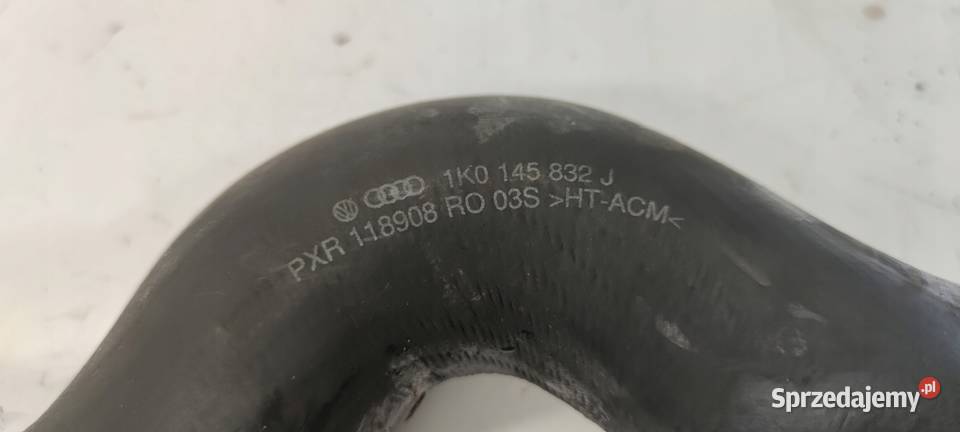 1K0 145 832 J
PXR 118908 RO 03S >HT-ACM<
Sprzedajemy.pl